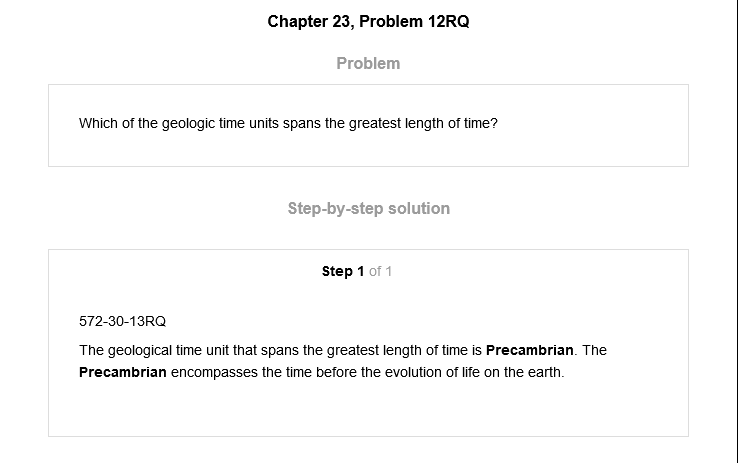 Chapter 23, Problem 12RQ
Problem
Which of the geologic time units spans the greatest length of time?
Step-by-step solution
Step 1 of 1
572-30-13RQ
The geological time unit that spans the greatest length of time is Precambrian. The
Precambrian encompasses the time before the evolution of life on the earth.